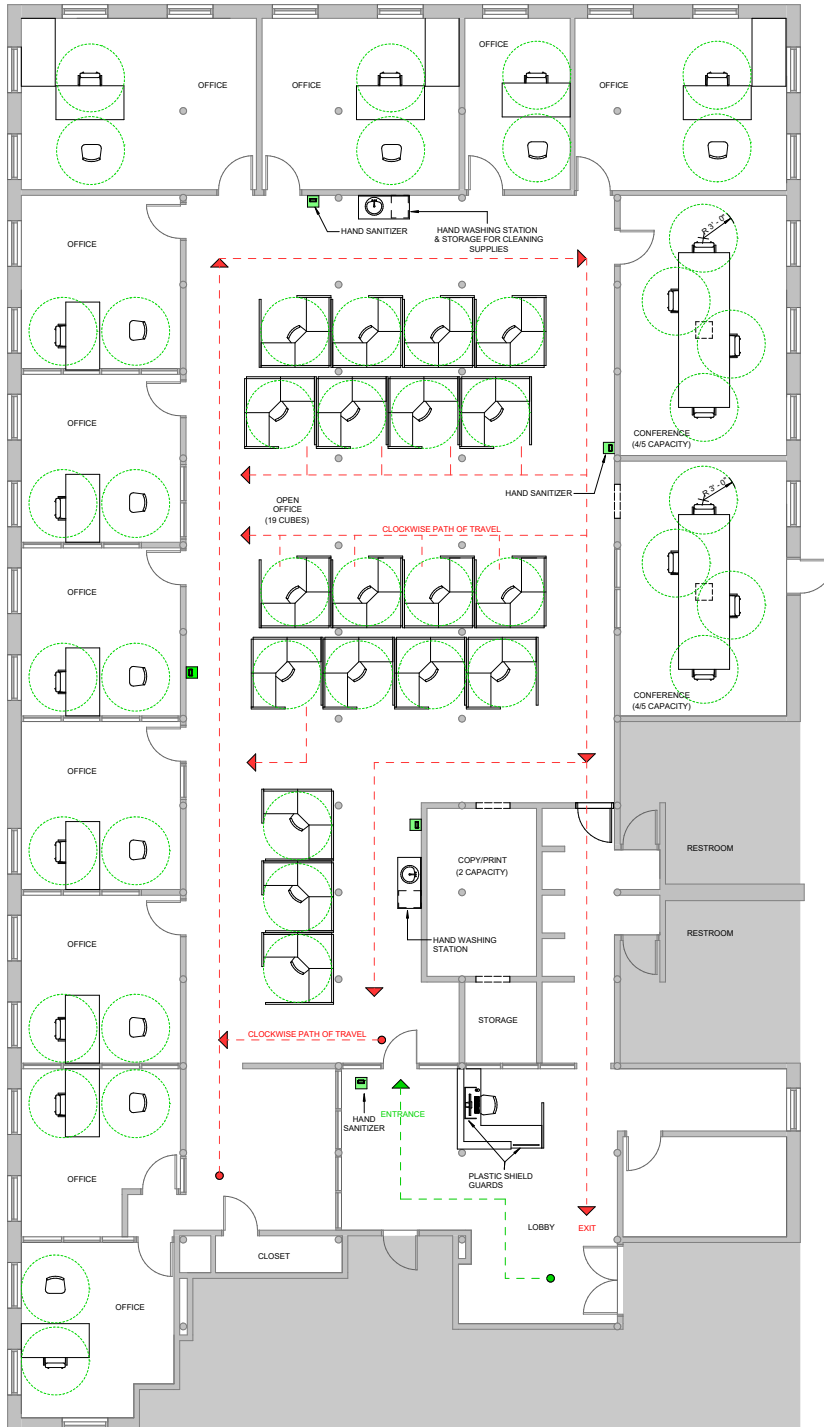 OFFICE
OFFICE
OFFICE
OFFICE
HAND SANITIZER
HAND WASHING STATION
& STORAGE FOR CLEANING
SUPPLIES
OFFICE
R 3' - 0"
OFFICE
CONFERENCE
(4/5 CAPACITY)
HAND SANITIZER
R 3' - 0"
OPEN
OFFICE
(19 CUBES)
CLOCKWISE PATH OF TRAVEL
OFFICE
CONFERENCE
(4/5 CAPACITY)
OFFICE
COPY/PRINT
(2 CAPACITY)
RESTROOM
RESTROOM
HAND WASHING
STATION
OFFICE
STORAGE
CLOCKWISE PATH OF TRAVEL
HAND
SANITIZER
ENTRANCE
PLASTIC SHIELD
GUARDS
OFFICE
LOBBY
EXIT
CLOSET
OFFICE